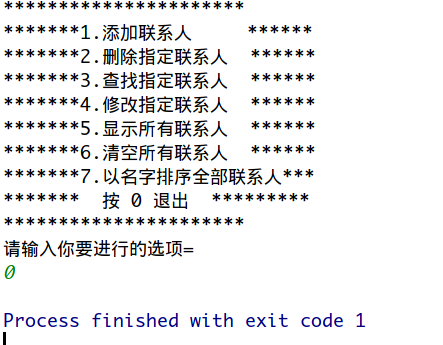 **********************
*******1.添加联系人     ******
*******2.删除指定联系人  ******
*******3.查找指定联系人  ******
*******4.修改指定联系人  ******
*******5.显示所有联系人  ******
*******6.清空所有联系人  ******
*******7.以名字排序全部联系人***
*******  按 0 退出  *********
**********************
请输入你要进行的选项=
0
Process finished with exit code 1